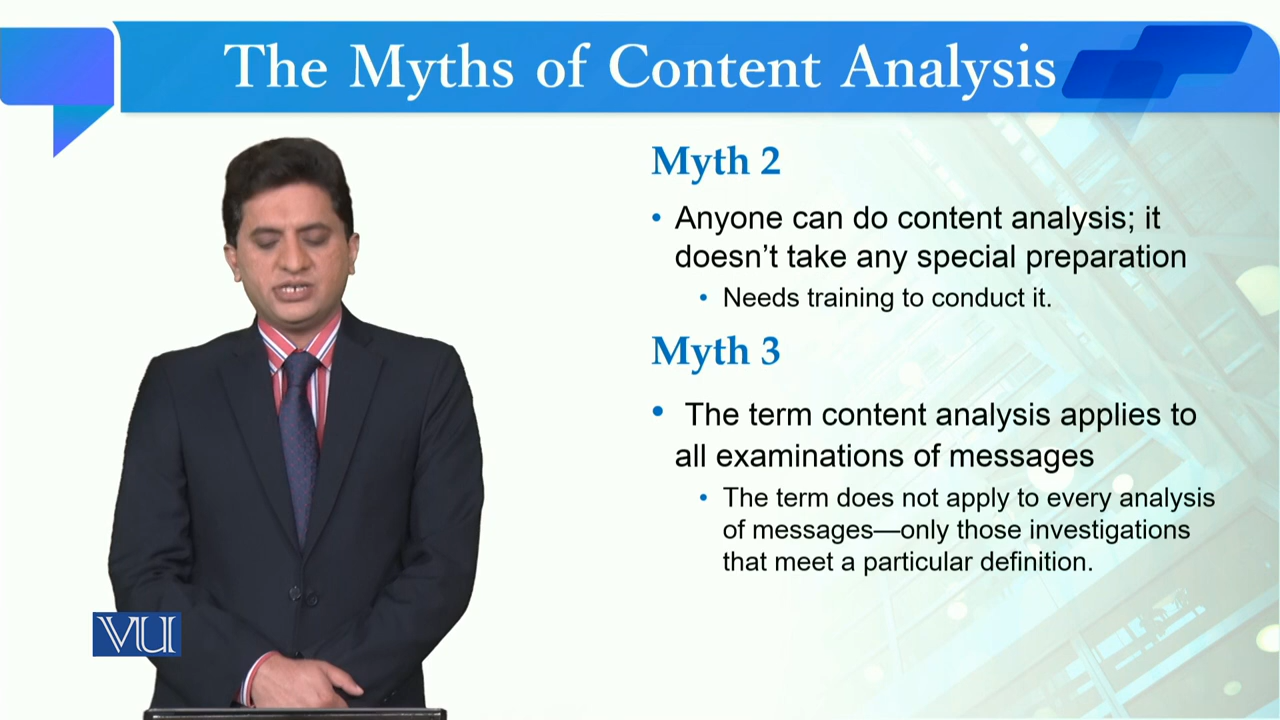 The Myths of Content Analysis
Myth 2
• Anyone can do content analysis; it
doesn’t take any special preparation
• Needs training to conduct it.
Myth 3
• The term content analysis applies to
all examinations of messages
• The term does not apply to every analysis
of messages—only those investigations
that meet a particular definition.
VU